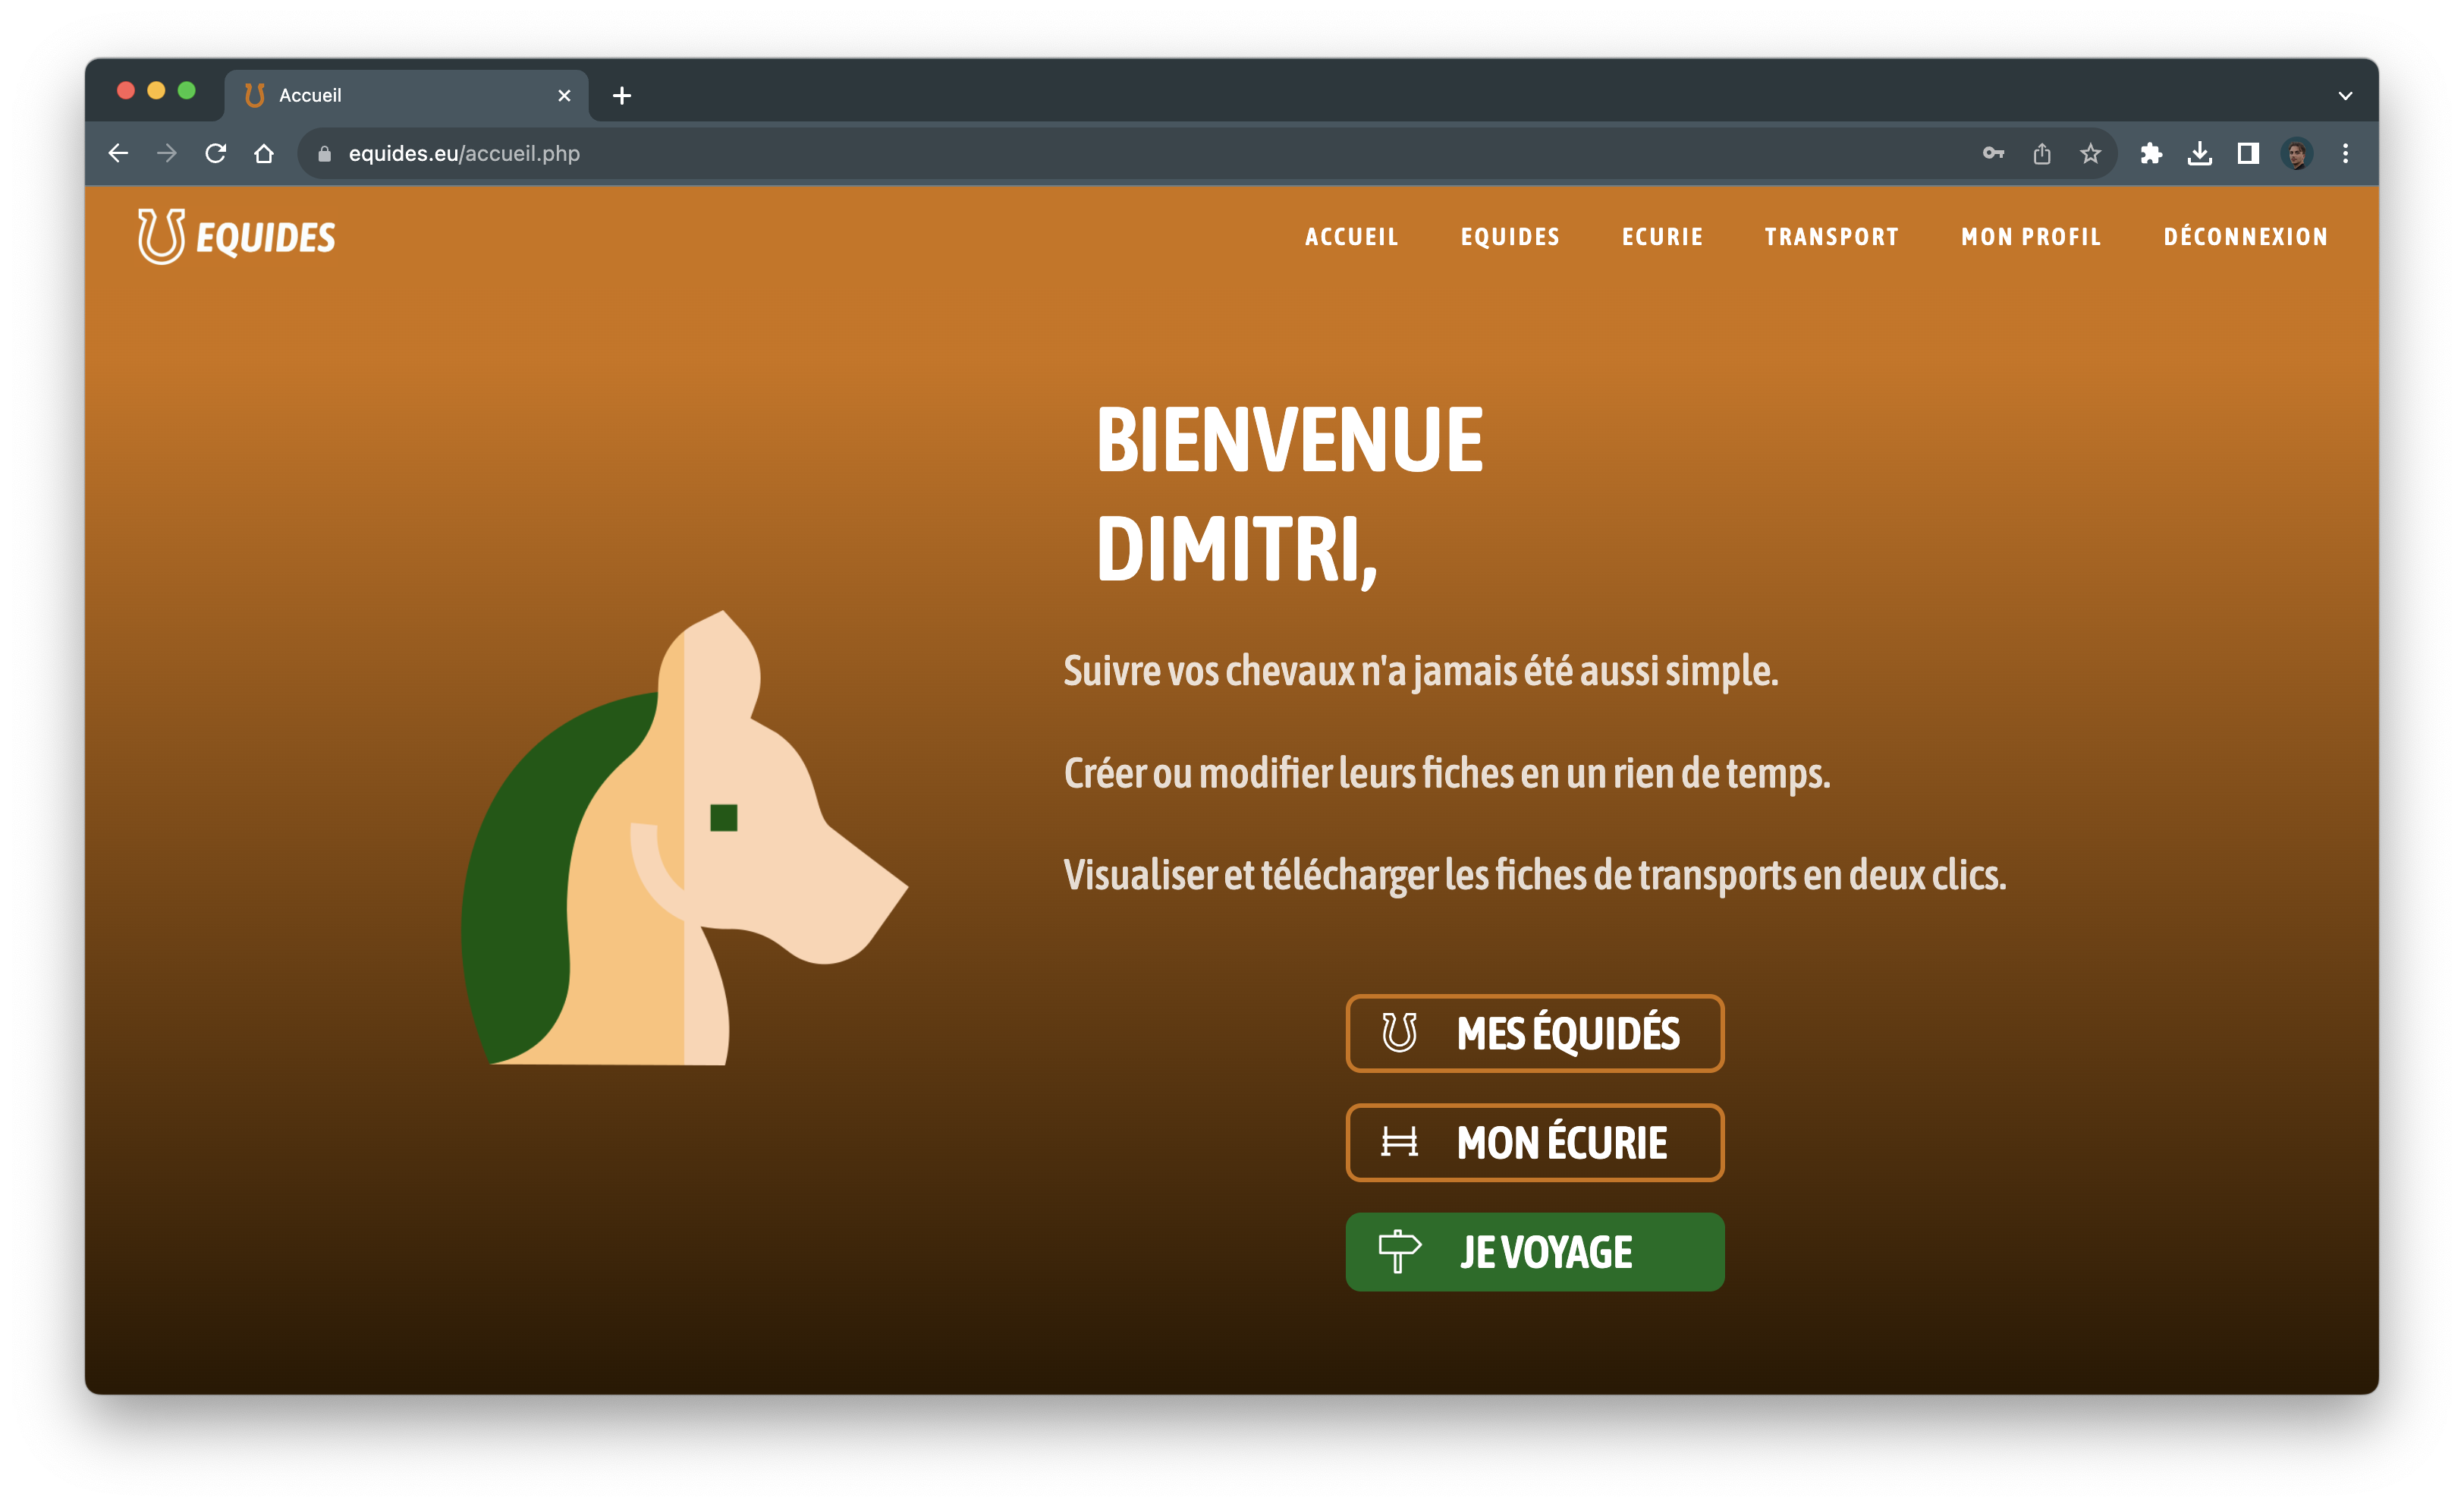 Accueil
equides.eu/accueil.php
EQUIDES
ACCUEIL EQUIDES ECURIE TRANSPORT MON PROFIL DÉCONNEXION
BIENVENUE
DIMITRI,
Suivre vos chevaux n'a jamais été aussi simple.
Créer ou modifier leurs fiches en un rien de temps.
Visualiser et télécharger les fiches de transports en deux clics.
MES ÉQUIDÉS
MON ÉCURIE
JE VOYAGE